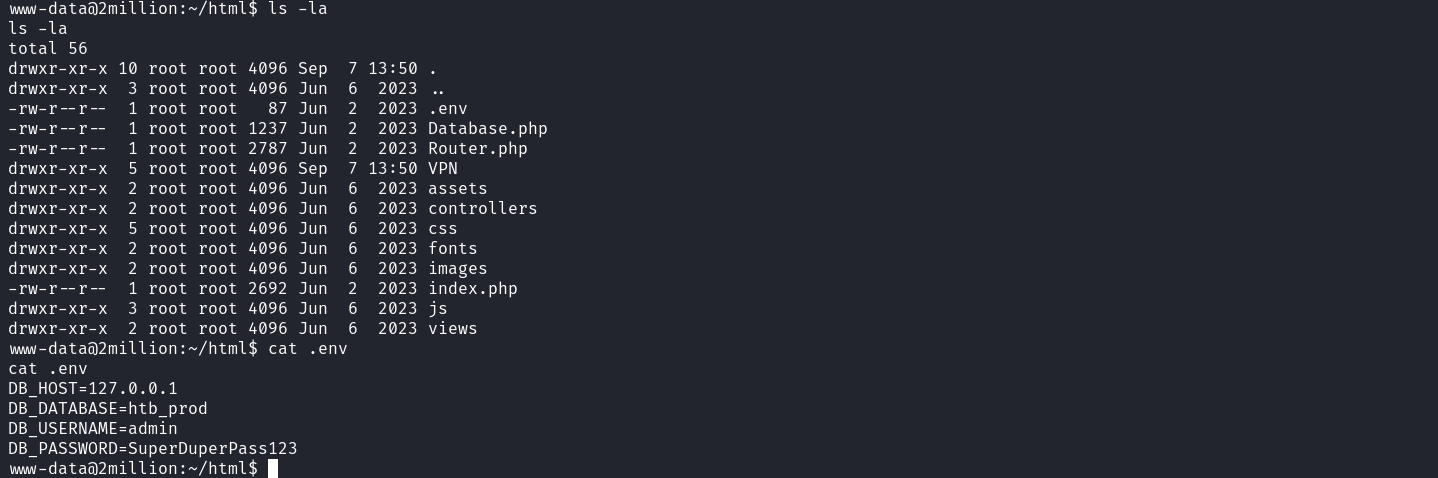 www-data@2million:~/html$ ls -la
ls -la
total 56
drwxr-xr-x 10 root root 4096 Sep  7 13:50 .
drwxr-xr-x  3 root root 4096 Jun  6  2023 ..
-rw-r--r--  1 root root   87 Jun  2  2023 .env
-rw-r--r--  1 root root 1237 Jun  2  2023 Database.php
-rw-r--r--  1 root root 2787 Jun  2  2023 Router.php
drwxr-xr-x  5 root root 4096 Sep  7 13:50 VPN
drwxr-xr-x  2 root root 4096 Jun  6  2023 assets
drwxr-xr-x  2 root root 4096 Jun  6  2023 controllers
drwxr-xr-x  5 root root 4096 Jun  6  2023 css
drwxr-xr-x  2 root root 4096 Jun  6  2023 fonts
drwxr-xr-x  2 root root 4096 Jun  6  2023 images
-rw-r--r--  1 root root 2692 Jun  2  2023 index.php
drwxr-xr-x  3 root root 4096 Jun  6  2023 js
drwxr-xr-x  2 root root 4096 Jun  6  2023 views
www-data@2million:~/html$ cat .env
cat .env
DB_HOST=127.0.0.1
DB_DATABASE=htb_prod
DB_USERNAME=admin
DB_PASSWORD=SuperDuperPass123
www-data@2million:~/html$